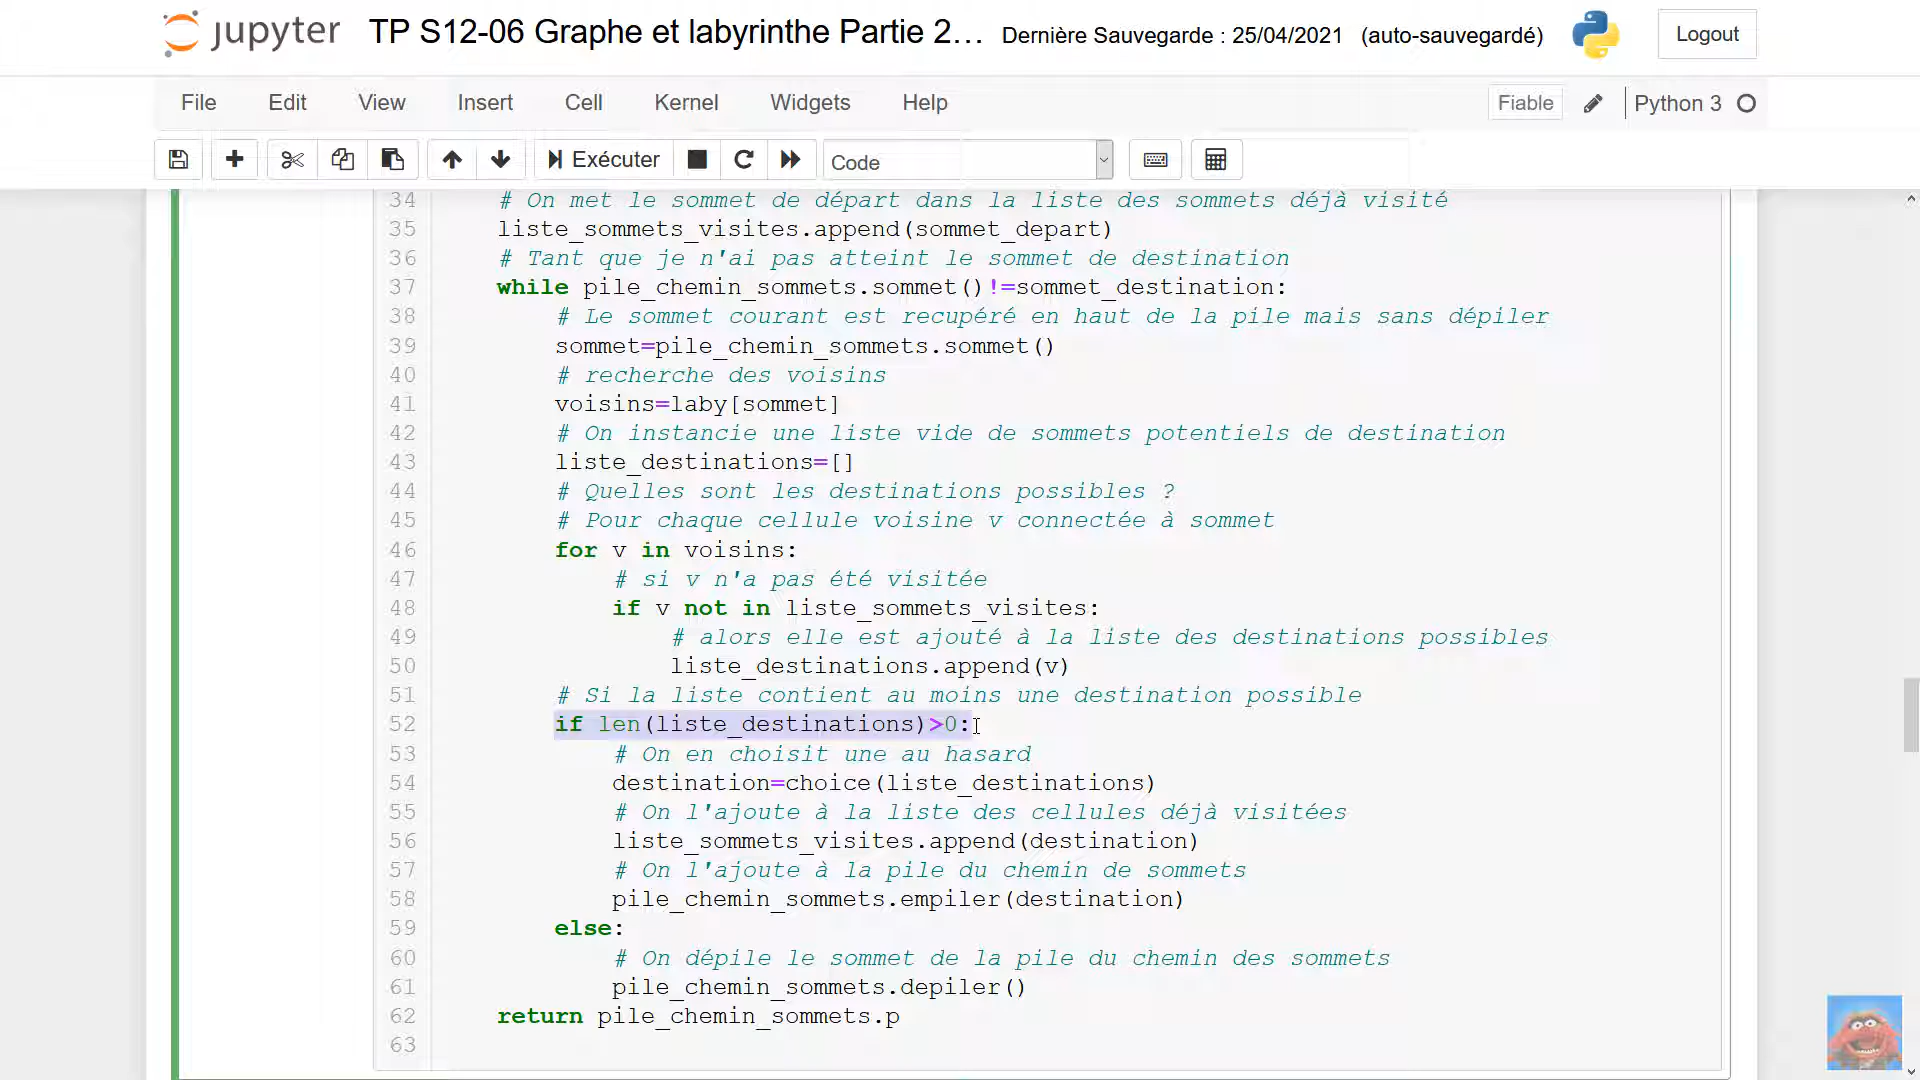 jupyter TP S12-06 Graphe et labyrinthe Partie 2... Dernière Sauvegarde : 25/04/2021 (auto-sauvegardé) Logout
File Edit View Insert Cell Kernel Widgets Help Fiable Python 3
Exécuter Code
34 # On met le sommet de départ dans la liste des sommets déjà visité
35 liste_sommets_visites.append(sommet_depart)
36 # Tant que je n'ai pas atteint le sommet de destination
37 while pile_chemin_sommets.sommet()!=sommet_destination:
38 # Le sommet courant est recupéré en haut de la pile mais sans dépiler
39 sommet=pile_chemin_sommets.sommet()
40 # recherche des voisins
41 voisins=laby[sommet]
42 # On instancie une liste vide de sommets potentiels de destination
43 liste_destinations=[]
44 # Quelles sont les destinations possibles ?
45 # Pour chaque cellule voisine v connectée à sommet
46 for v in voisins:
47 # si v n'a pas été visitée
48 if v not in liste_sommets_visites:
49 # alors elle est ajouté à la liste des destinations possibles
50 liste_destinations.append(v)
51 # Si la liste contient au moins une destination possible
52 if len(liste_destinations)>0:
53 # On en choisit une au hasard
54 destination=choice(liste_destinations)
55 # On l'ajoute à la liste des cellules déjà visitées
56 liste_sommets_visites.append(destination)
57 # On l'ajoute à la pile du chemin de sommets
58 pile_chemin_sommets.empiler(destination)
59 else:
60 # On dépile le sommet de la pile du chemin des sommets
61 pile_chemin_sommets.depiler()
62 return pile_chemin_sommets.p
63